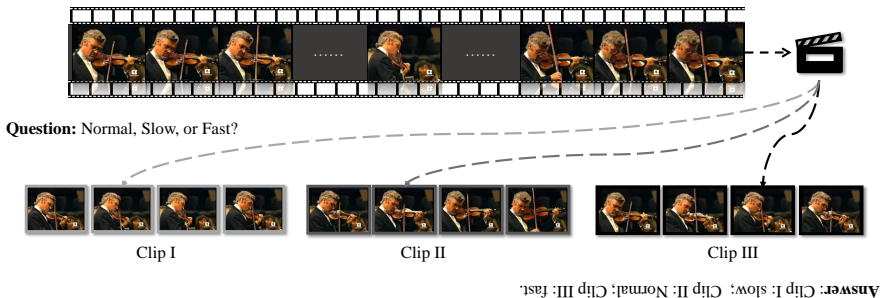 ...... ......
Question: Normal, Slow, or Fast?
Clip I Clip II Clip III
Answer: Clip I: slow; Clip II: Normal; Clip III: fast.